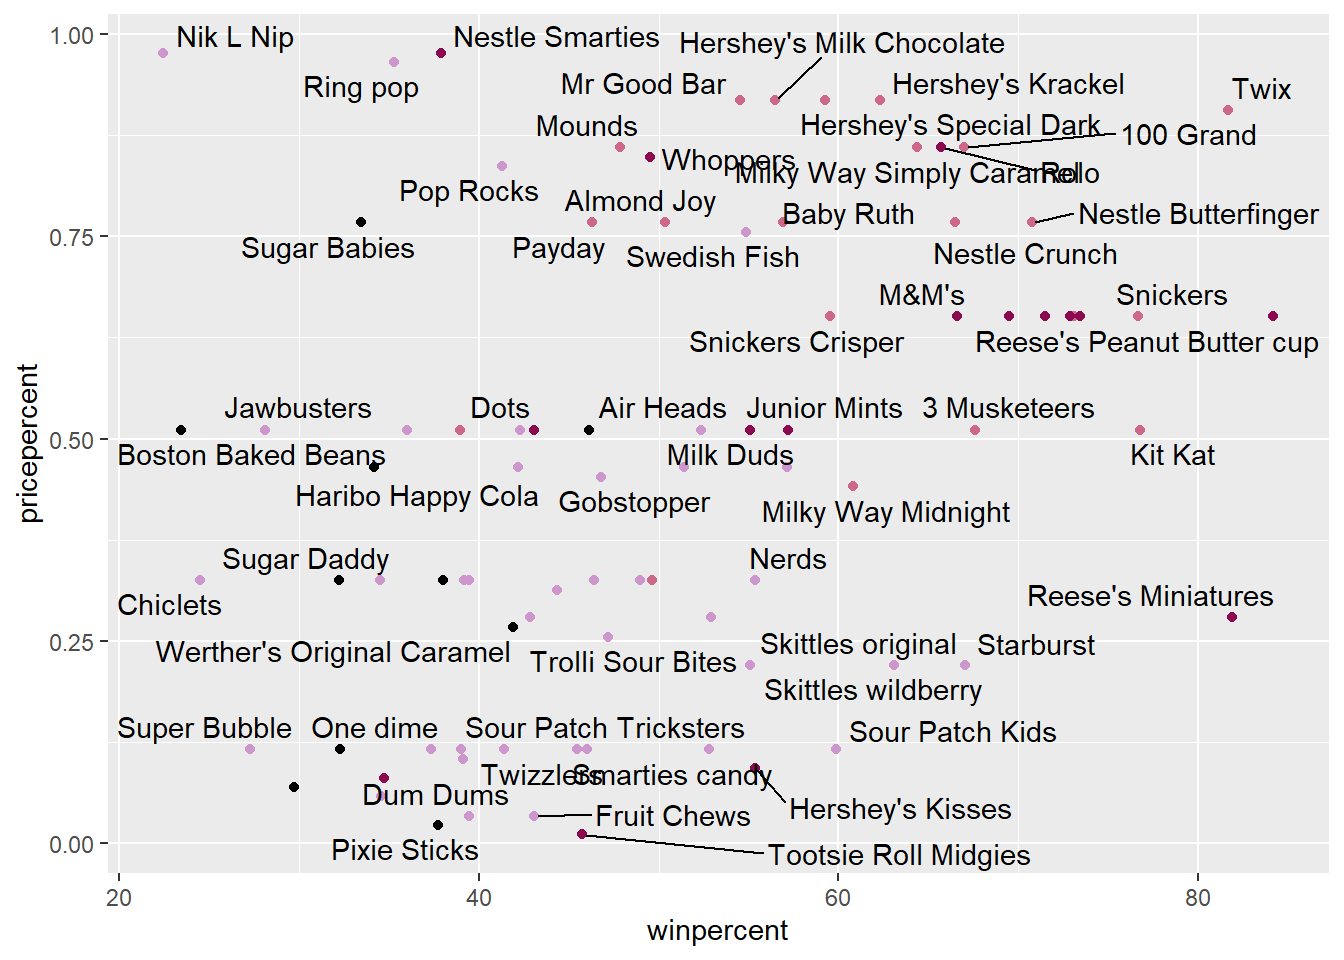 1.00
Nik L Nip
Nestle Smarties
Hershey's Milk Chocolate
Ring pop
Mr Good Bar
Hershey's Krackel
Twix
Mounds
Hershey's Special Dark
100 Grand
Whoppers
Milky Way Simply Caramel
Rolo
Pop Rocks
Almond Joy
Baby Ruth
Nestle Butterfinger
0.75
Sugar Babies
Payday
Swedish Fish
Nestle Crunch
M&M's
Snickers
Snickers Crisper
Reese's Peanut Butter cup
pricepercent
Jawbusters
Dots
Air Heads
Junior Mints
3 Musketeers
0.50
Boston Baked Beans
Milk Duds
Kit Kat
Haribo Happy Cola
Gobstopper
Milky Way Midnight
Sugar Daddy
Nerds
Chiclets
Reese's Miniatures
0.25
Werther's Original Caramel
Trolli Sour Bites
Skittles original
Starburst
Skittles wildberry
Super Bubble
One dime
Sour Patch Tricksters
Sour Patch Kids
Twizzlers
Smarties candy
Dum Dums
Fruit Chews
Hershey's Kisses
0.00
Pixie Sticks
Tootsie Roll Midgies
20
40
60
80
winpercent